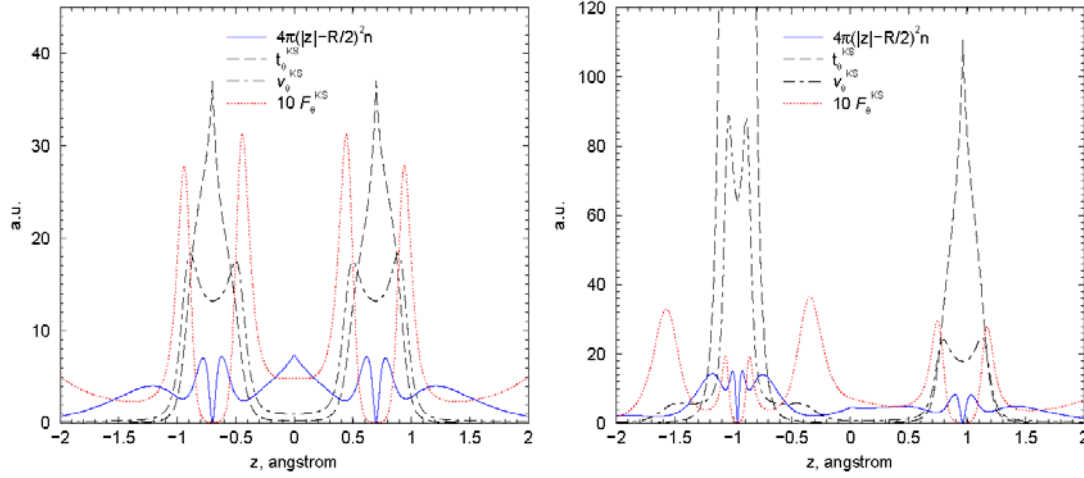 4π(|z|−R/2)²n
t_θ^KS
v_θ^KS
10 F_θ^KS
40
30
20
10
0
a.u.
−2 −1.5 −1 −0.5 0 0.5 1 1.5 2
z, angstrom
4π(|z|−R/2)²n
t_θ^KS
v_θ^KS
10 F_θ^KS
120
100
80
60
40
20
0
a.u.
−2 −1.5 −1 −0.5 0 0.5 1 1.5 2
z, angstrom